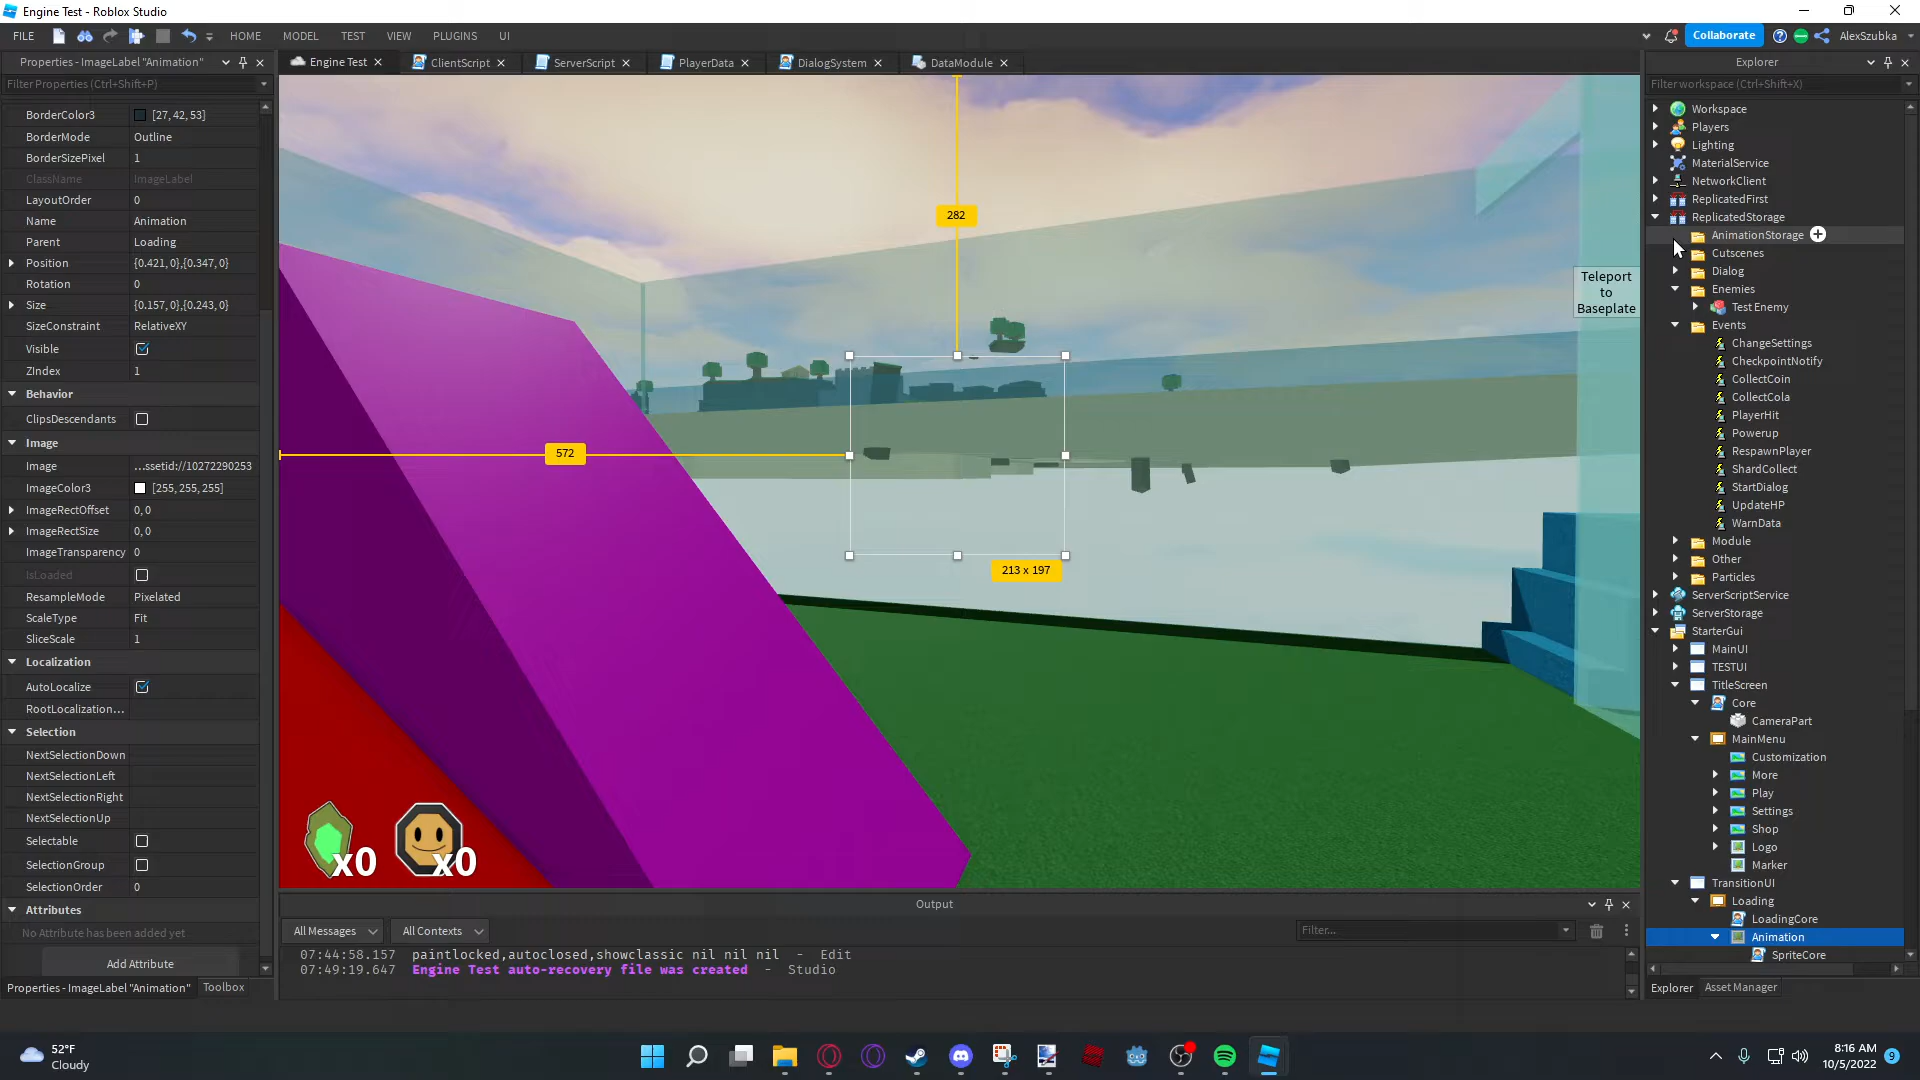 Engine Test - Roblox Studio
FILE HOME MODEL TEST VIEW PLUGINS UI Collaborate AlexSzubka
Properties - ImageLabel "Animation"
Filter Properties (Ctrl+Shift+P)
BorderColor3 [27, 42, 53]
BorderMode Outline
BorderSizePixel 1
ClassName ImageLabel
LayoutOrder 0
Name Animation
Parent Loading
Position {0.421, 0},{0.347, 0}
Rotation 0
Size {0.157, 0},{0.243, 0}
SizeConstraint RelativeXY
Visible
ZIndex 1
Behavior
ClipsDescendants
Image
Image ...ssetid://10272290253
ImageColor3 [255, 255, 255]
ImageRectOffset 0, 0
ImageRectSize 0, 0
ImageTransparency 0
IsLoaded
ResampleMode Pixelated
ScaleType Fit
SliceScale 1
Localization
AutoLocalize
RootLocalization...
Selection
NextSelectionDown
NextSelectionLeft
NextSelectionRight
NextSelectionUp
Selectable
SelectionGroup
SelectionOrder 0
Attributes
No Attribute has been added yet
Add Attribute
Properties - ImageLabel "Animation" Toolbox
Engine Test ClientScript ServerScript PlayerData DialogSystem DataModule
282
572
213 x 197
Teleport
to
Baseplate
x0 x0
Output
All Messages All Contexts Filter...
07:44:58.157 paintlocked,autoclosed,showclassic nil nil nil - Edit
07:49:19.647 Engine Test auto-recovery file was created - Studio
Explorer
Filter workspace (Ctrl+Shift+X)
Workspace
Players
Lighting
MaterialService
NetworkClient
ReplicatedFirst
ReplicatedStorage
AnimationStorage
Cutscenes
Dialog
Enemies
Test Enemy
Events
ChangeSettings
CheckpointNotify
CollectCoin
CollectCola
PlayerHit
Powerup
RespawnPlayer
ShardCollect
StartDialog
UpdateHP
WarnData
Module
Other
Particles
ServerScriptService
ServerStorage
StarterGui
MainUI
TESTUI
TitleScreen
Core
CameraPart
MainMenu
Customization
More
Play
Settings
Shop
Logo
Marker
TransitionUI
Loading
LoadingCore
Animation
SpriteCore
Explorer Asset Manager
52°F
Cloudy
8:16 AM
10/5/2022
9